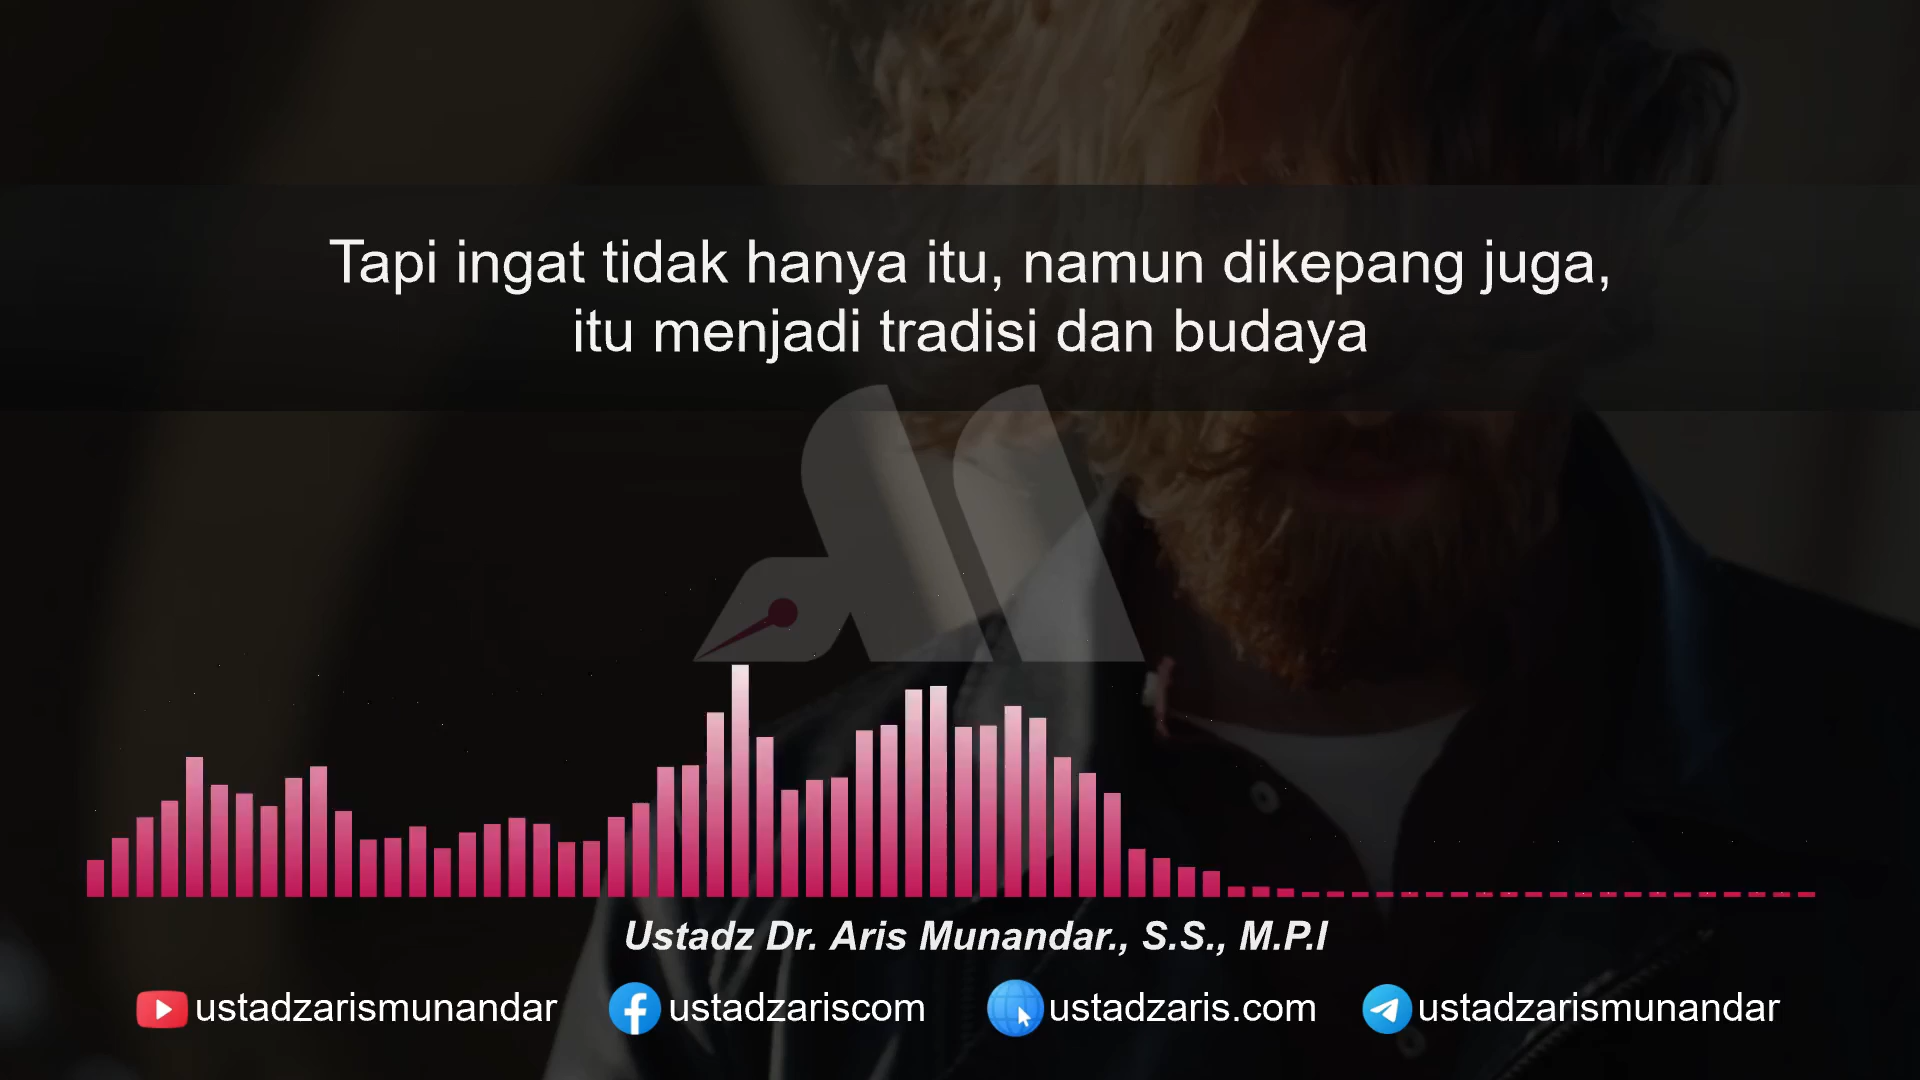 Tapi ingat tidak hanya itu, namun dikepang juga,
itu menjadi tradisi dan budaya
Ustadz Dr. Aris Munandar., S.S., M.P.I
ustadzarismunandar ustadzariscom ustadzaris.com ustadzarismunandar